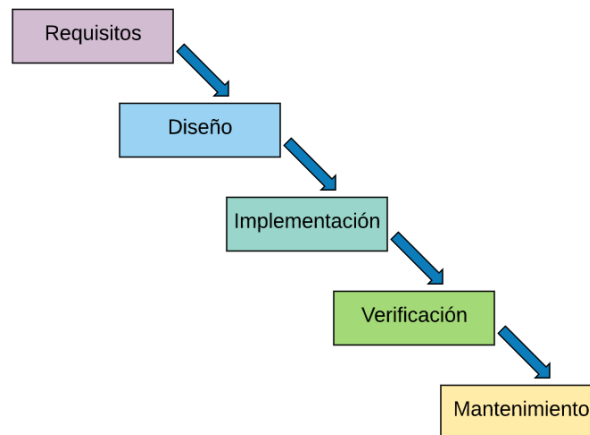 Requisitos
Diseño
Implementación
Verificación
Mantenimiento